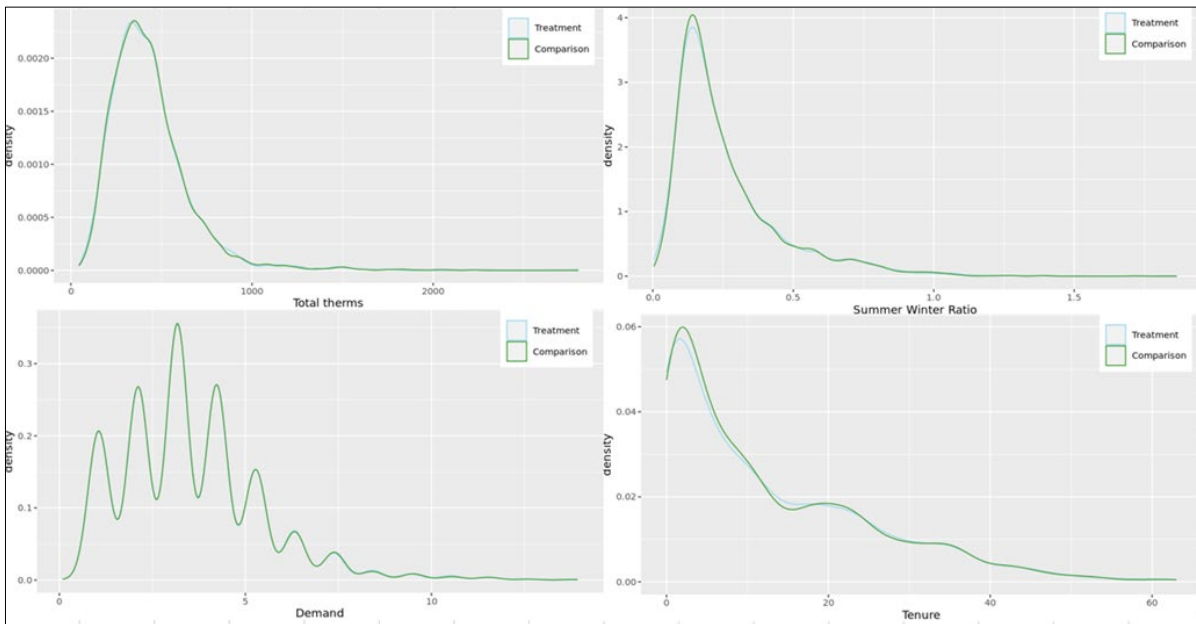 Treatment
Comparison
0.0020
0.0015
0.0010
0.0005
0.0000
density
0
1000
2000
Total therms
Treatment
Comparison
4
3
2
1
0
density
0.0
0.5
1.0
1.5
Summer Winter Ratio
Treatment
Comparison
0.3
0.2
0.1
0.0
density
0
5
10
Demand
Treatment
Comparison
0.06
0.04
0.02
0.00
density
0
20
40
60
Tenure